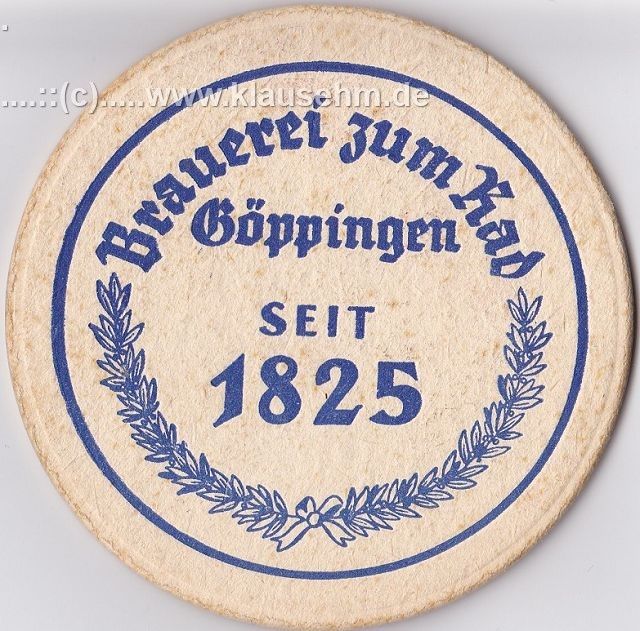 .....::(c).....www.klausehm.de
Brauerei zum Rad
Göppingen
SEIT
1825